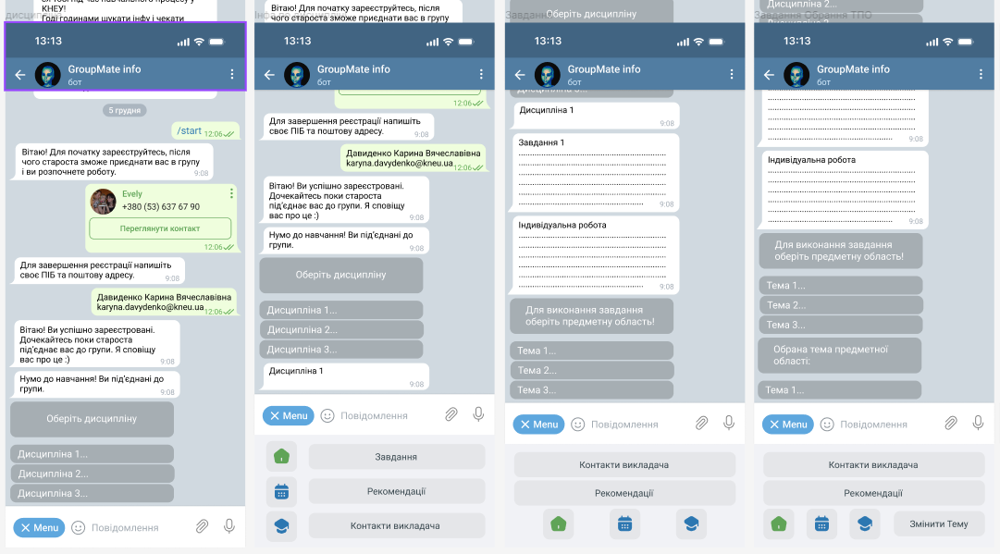 КНЕУ!
Годі годинами шукати інфу і чекати
13:13
GroupMate info
бот
5 грудня
/start 12:06
Вітаю! Для початку зареєструйтесь, після
чого староста зможе приєднати вас в групу
і ви розпочнете роботу.
9:08
Evely
+380 (53) 637 67 90
Переглянути контакт
12:06
Для завершення реєстрації напишіть
своє ПІБ та поштову адресу.
9:08
Давиденко Карина Вячеславівна
karyna.davydenko@kneu.ua 12:06
Вітаю! Ви успішно зареєстровані.
Дочекайтесь поки староста
під'єднає вас до групи. Я сповіщу
вас про це :)
9:08
Нумо до навчання! Ви під'єднані до
групи.
9:08
Оберіть дисципліну
Дисципліна 1...
Дисципліна 2...
Дисципліна 3...
Menu
Повідомлення
Вітаю! Для початку зареєструйтесь, після
чого староста зможе приєднати вас в групу
13:13
GroupMate info
бот
12:06
Для завершення реєстрації напишіть
своє ПІБ та поштову адресу.
9:08
Давиденко Карина Вячеславівна
karyna.davydenko@kneu.ua 12:06
Вітаю! Ви успішно зареєстровані.
Дочекайтесь поки староста
під'єднає вас до групи. Я сповіщу
вас про це :)
9:08
Нумо до навчання! Ви під'єднані до
групи.
9:08
Оберіть дисципліну
Дисципліна 1...
Дисципліна 2...
Дисципліна 3...
Дисципліна 1
9:08
Menu
Повідомлення
Завдання
Рекомендації
Контакти викладача
Завдання
Оберіть дисципліну
13:13
GroupMate info
бот
Дисципліна 3...
Дисципліна 1
9:08
Завдання 1
9:08
Індивідуальна робота
9:08
Для виконання завдання
оберіть предметну область!
Тема 1...
Тема 2...
Тема 3...
Menu
Повідомлення
Контакти викладача
Рекомендації
Дисципліна 2...
Завдання Обрання ТПО
13:13
GroupMate info
бот
9:08
Індивідуальна робота
9:08
Для виконання завдання
оберіть предметну область!
Тема 1...
Тема 2...
Тема 3...
Обрана тема предметної
області:
Тема 1...
Menu
Повідомлення
Контакти викладача
Рекомендації
Змінити Тему